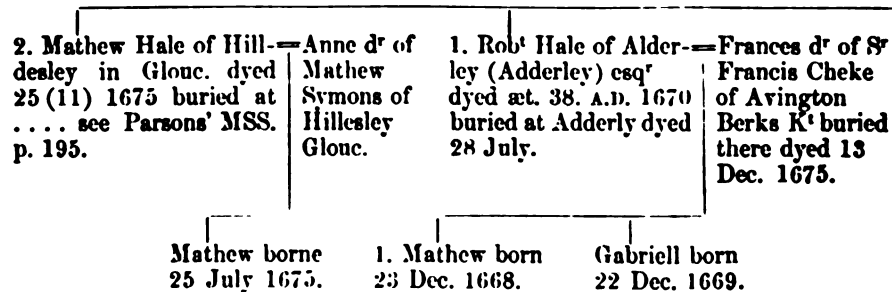 2. Mathew Hale of Hill-
desley in Glouc. dyed
25 (11) 1675 buried at
. . . . see Parsons' MSS.
p. 195.
Anne dʳ of
Mathew
Symons of
Hillesley
Glouc.
1. Robᵗ Hale of Alder-
ley (Adderley) esqʳ
dyed æt. 38. A.D. 1670
buried at Adderly dyed
28 July.
Frances dʳ of Sʳ
Francis Cheke
of Avington
Berks Kᵗ buried
there dyed 13
Dec. 1675.
Mathew borne
25 July 1675.
1. Mathew born
23 Dec. 1668.
Gabriell born
22 Dec. 1669.